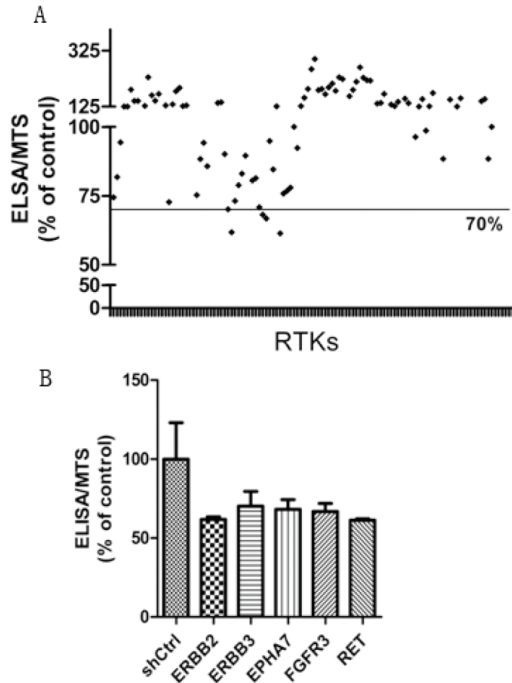 A
ELSA/MTS
(% of control)
325
125
100
75
50
50
0
70%
RTKs
B
ELISA/MTS
(% of control)
150
100
50
0
shCtrl
ERBB2
ERBB3
EPHA7
FGFR3
RET